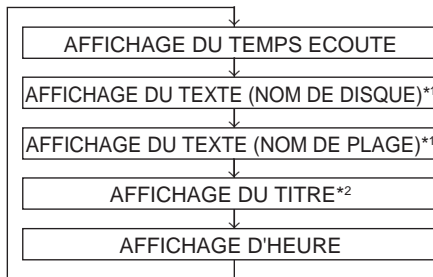 AFFICHAGE DU TEMPS ECOUTE
AFFICHAGE DU TEXTE (NOM DE DISQUE)*1
AFFICHAGE DU TEXTE (NOM DE PLAGE)*1
AFFICHAGE DU TITRE*2
AFFICHAGE D'HEURE